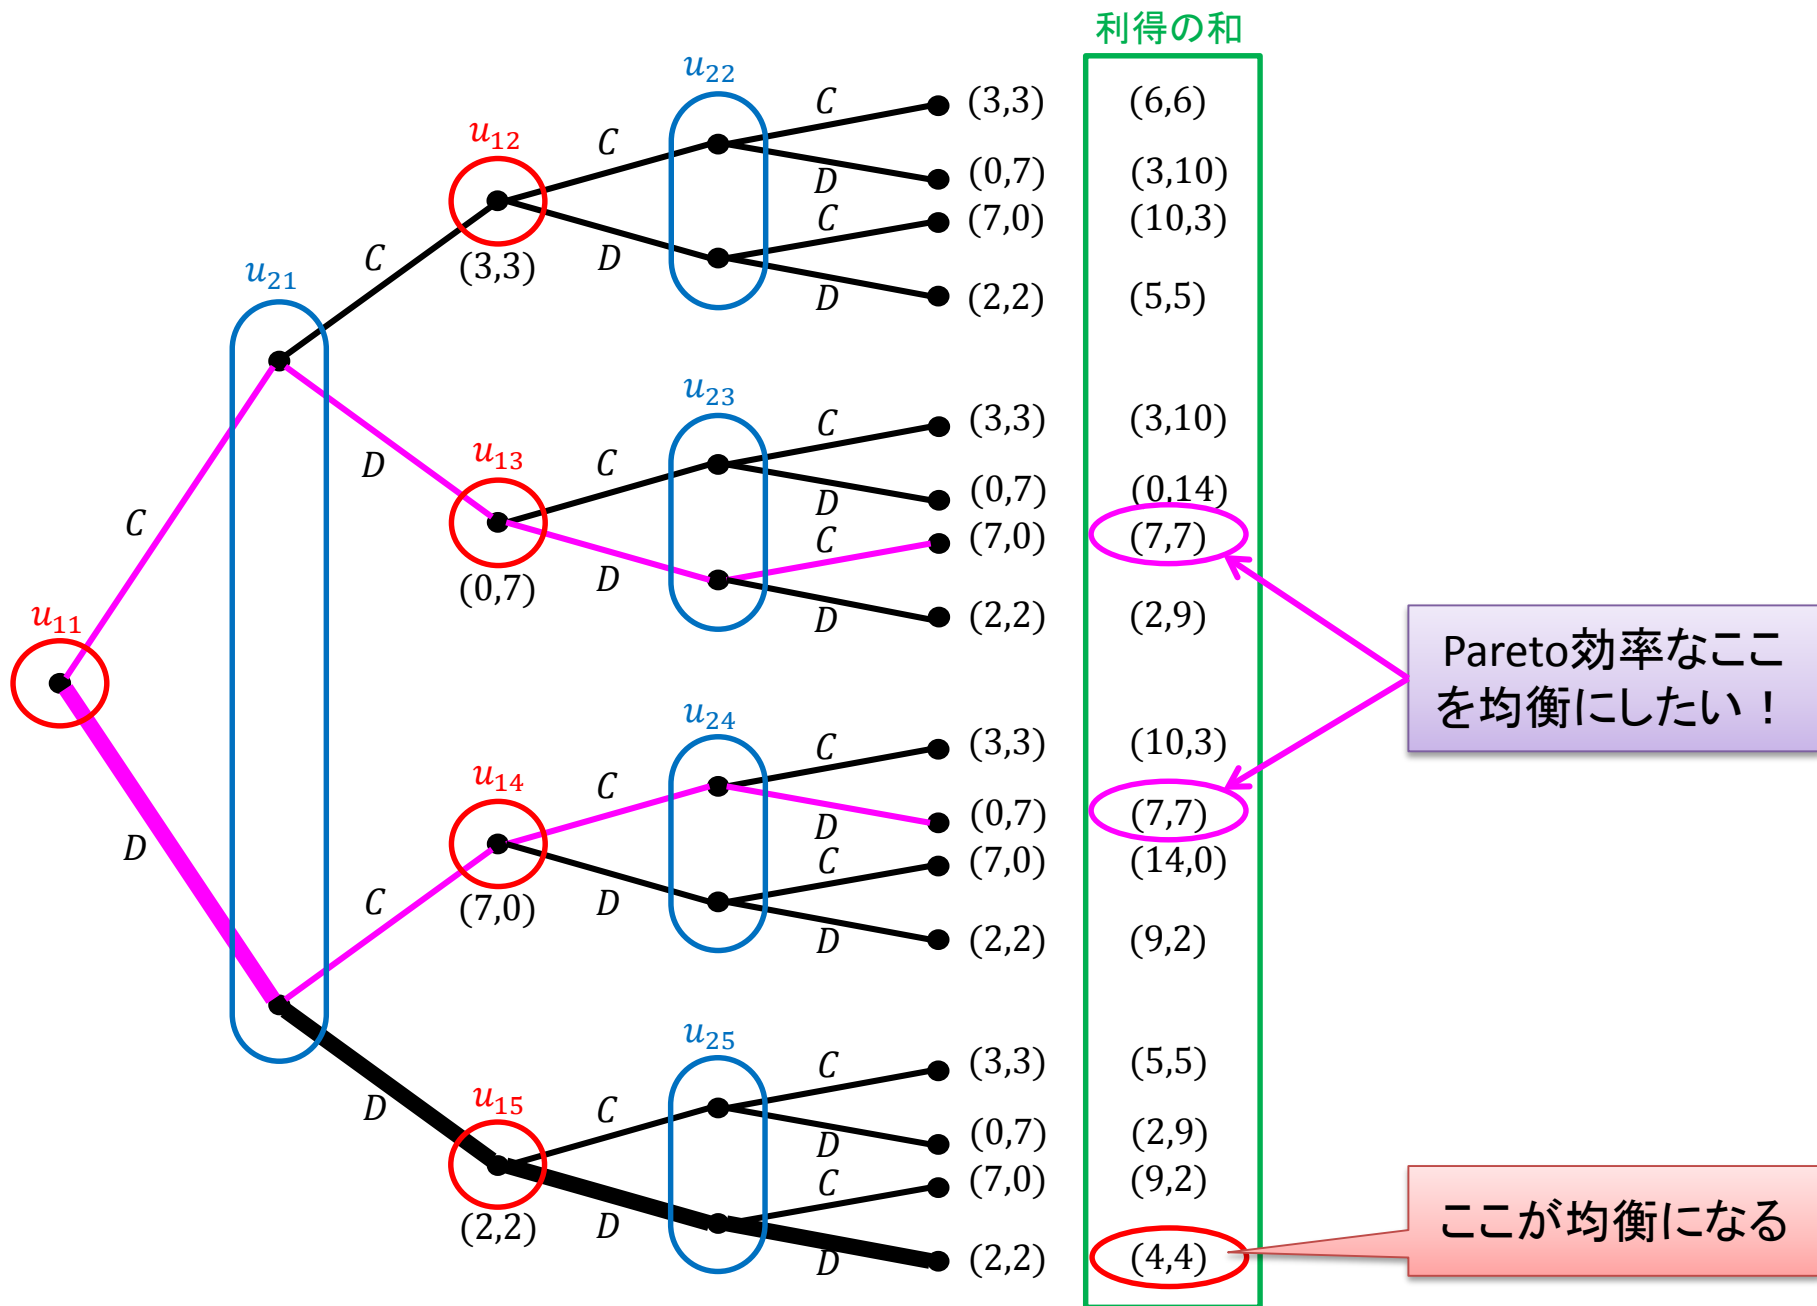 利得の和
u₂₂
C
(3,3)
(6,6)
u₁₂
C
D
(0,7)
(3,10)
C
(7,0)
(10,3)
C
(3,3)
D
u₂₁
D
(2,2)
(5,5)
u₂₃
C
(3,3)
(3,10)
u₁₃
C
D
D
(0,7)
(0,14)
C
C
(7,0)
(7,7)
(0,7)
D
D
(2,2)
(2,9)
u₁₁
Pareto効率なここ
を均衡にしたい！
u₂₄
C
(3,3)
(10,3)
u₁₄
C
D
(0,7)
(7,7)
D
C
(7,0)
(14,0)
C
(7,0)
D
D
(2,2)
(9,2)
u₂₅
C
(3,3)
(5,5)
u₁₅
D
C
D
(0,7)
(2,9)
C
(7,0)
(9,2)
(2,2)
D
D
(2,2)
(4,4)
ここが均衡になる